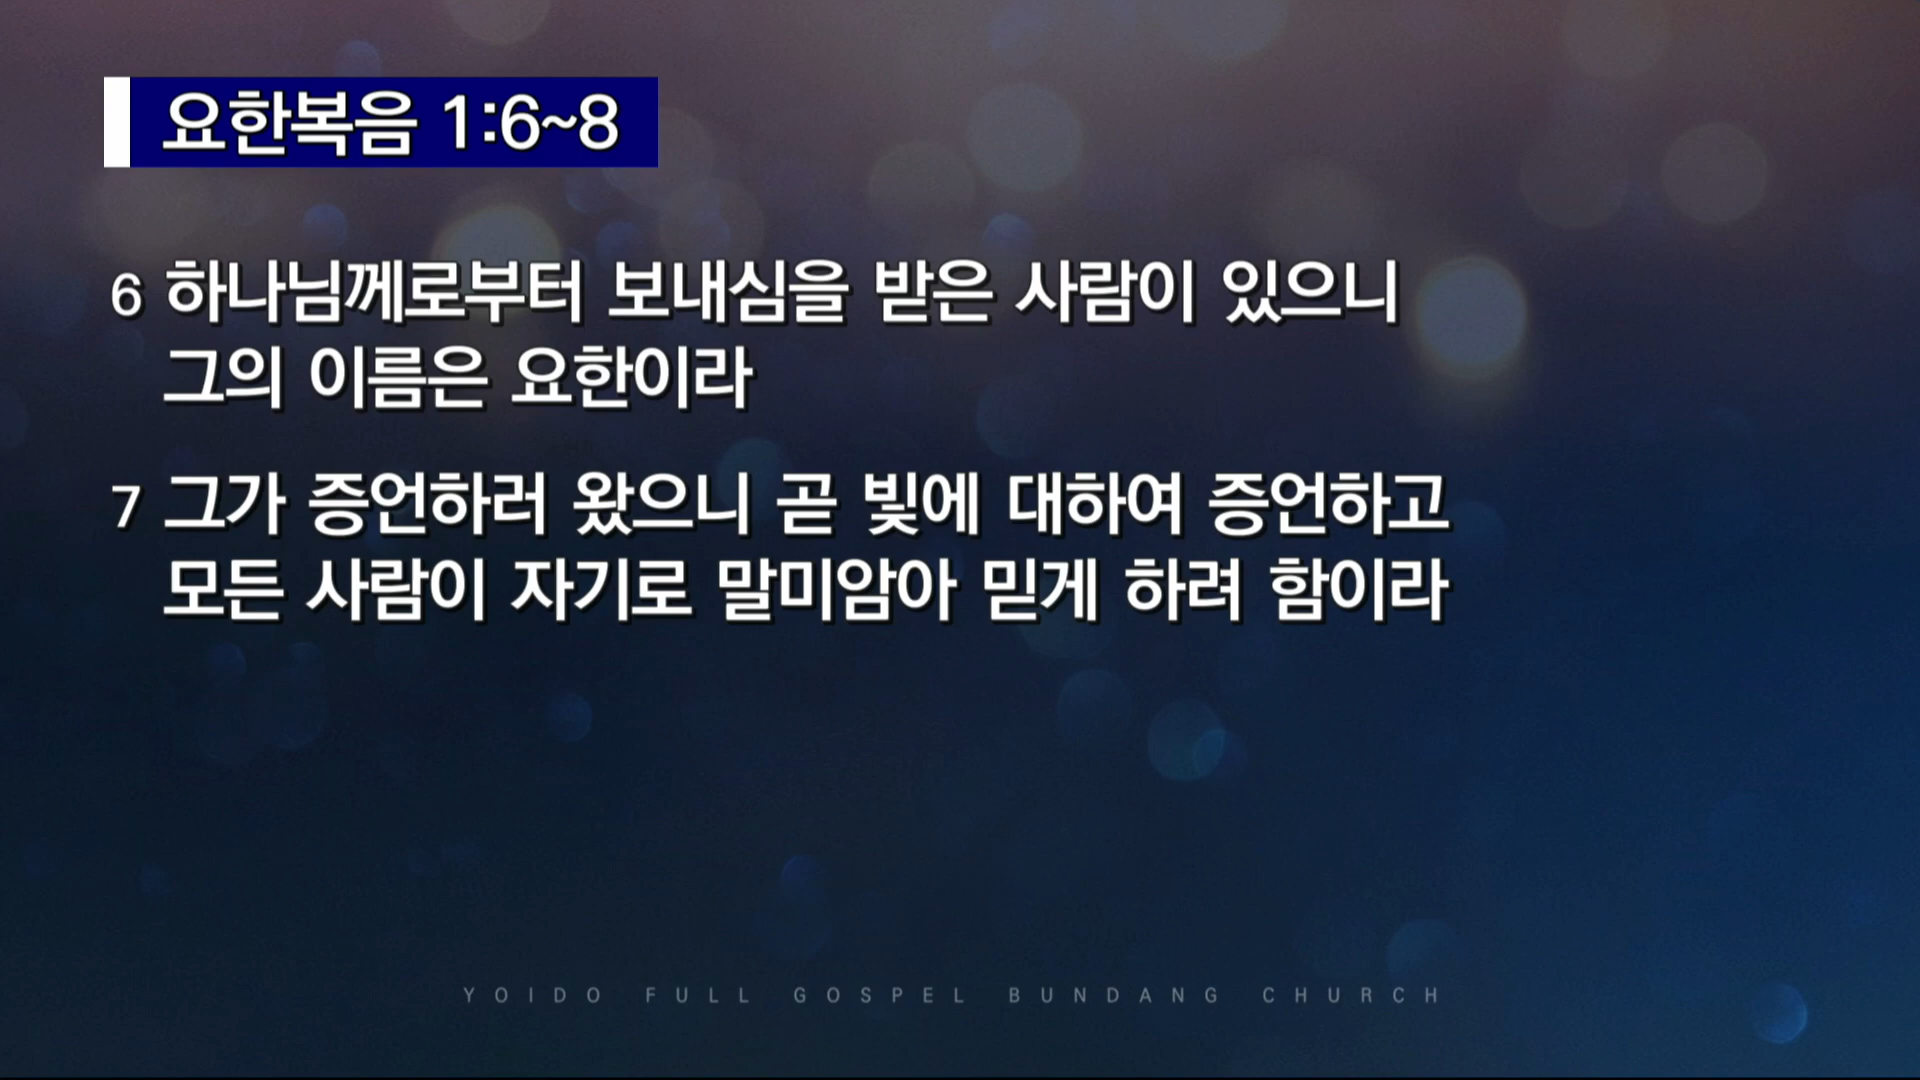 요한복음 1:6~8
6 하나님께로부터 보내심을 받은 사람이 있으니
그의 이름은 요한이라
7 그가 증언하러 왔으니 곧 빛에 대하여 증언하고
모든 사람이 자기로 말미암아 믿게 하려 함이라
YOIDO FULL GOSPEL BUNDANG CHURCH